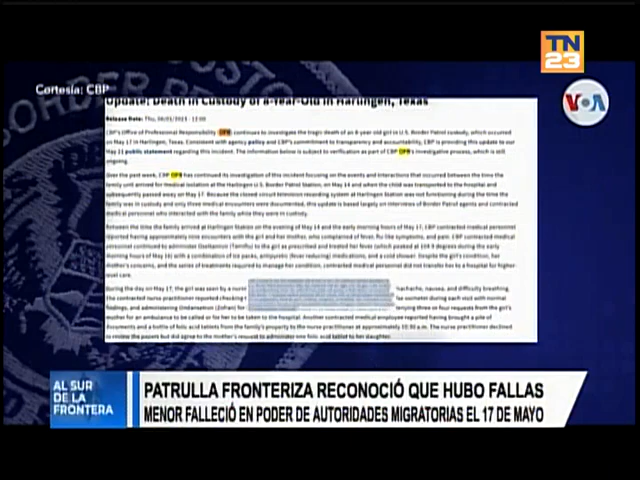 TN
23
Cortesía: CBP
VOA
BORDER PATROL
Update: Death in Custody of 8-Year-Old in Harlingen, Texas
Release Date: Thu, 06/01/2023 - 12:00
CBP's Office of Professional Responsibility (OPR) continues to investigate the tragic death of an 8-year-old girl in U.S. Border Patrol custody, which occurred
on May 17 in Harlingen, Texas. Consistent with agency policy and CBP's commitment to transparency and accountability, CBP is providing this update to our
May 21 public statement regarding this incident. The information below is subject to verification as part of CBP OPR's investigative process, which is still
ongoing.
Over the past week, CBP OPR has continued its investigation of this incident focusing on the events and interactions that occurred between the time the
family unit arrived for medical isolation at the Harlingen U.S. Border Patrol Station, on May 14 and when the child was transported to the hospital and
subsequently passed away on May 17. Because the closed circuit television recording system at Harlingen Station was not functioning during the time the
family was in custody and only three medical encounters were documented, this update is based largely on interviews of Border Patrol agents and contracted
medical personnel who interacted with the family while they were in custody.
Between the time the family arrived at Harlingen Station on the evening of May 14 and the early morning hours of May 17, CBP contracted medical personnel
reported having approximately nine encounters with the girl and her mother, who complained of fever, flu-like symptoms, and pain. CBP contracted medical
personnel continued to administer Oseltamivir (Tamiflu) to the girl as prescribed and treated her fever (which peaked at 104.9 degrees during the early
morning hours of May 16) with a combination of ice packs, antipyretic (fever reducing) medications, and a cold shower. Despite the girl's condition, her
mother's concerns, and the series of treatments required to manage her condition, contracted medical personnel did not transfer her to a hospital for higher-
level care.
During the day on May 17, the girl was seen by a nurse machache, nausea, and difficulty breathing.
The contracted nurse practitioner reported checking oximeter during each visit with normal
findings, and administering Ondansetron (Zofran) for denying three or four requests from the girl's
mother for an ambulance to be called or for her to be taken to the hospital. Another contracted medical employee reported having brought a pile of
documents and a bottle of folic acid tablets from the family's property to the nurse practitioner at approximately 10:30 a.m. The nurse practitioner declined
to review the papers but did agree to the mother's request to administer one folic acid tablet to her daughter.
AL SUR
DE LA
FRONTERA
PATRULLA FRONTERIZA RECONOCIÓ QUE HUBO FALLAS
MENOR FALLECIÓ EN PODER DE AUTORIDADES MIGRATORIAS EL 17 DE MAYO